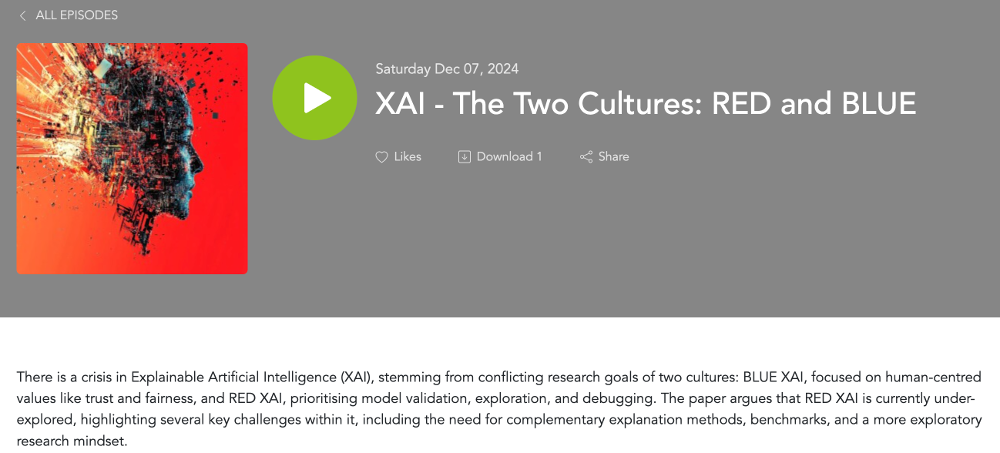 ALL EPISODES
Saturday Dec 07, 2024
XAI - The Two Cultures: RED and BLUE
Likes Download 1 Share
There is a crisis in Explainable Artificial Intelligence (XAI), stemming from conflicting research goals of two cultures: BLUE XAI, focused on human-centred
values like trust and fairness, and RED XAI, prioritising model validation, exploration, and debugging. The paper argues that RED XAI is currently under-
explored, highlighting several key challenges within it, including the need for complementary explanation methods, benchmarks, and a more exploratory
research mindset.